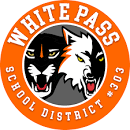 WHITE PASS
SCHOOL DISTRICT #303